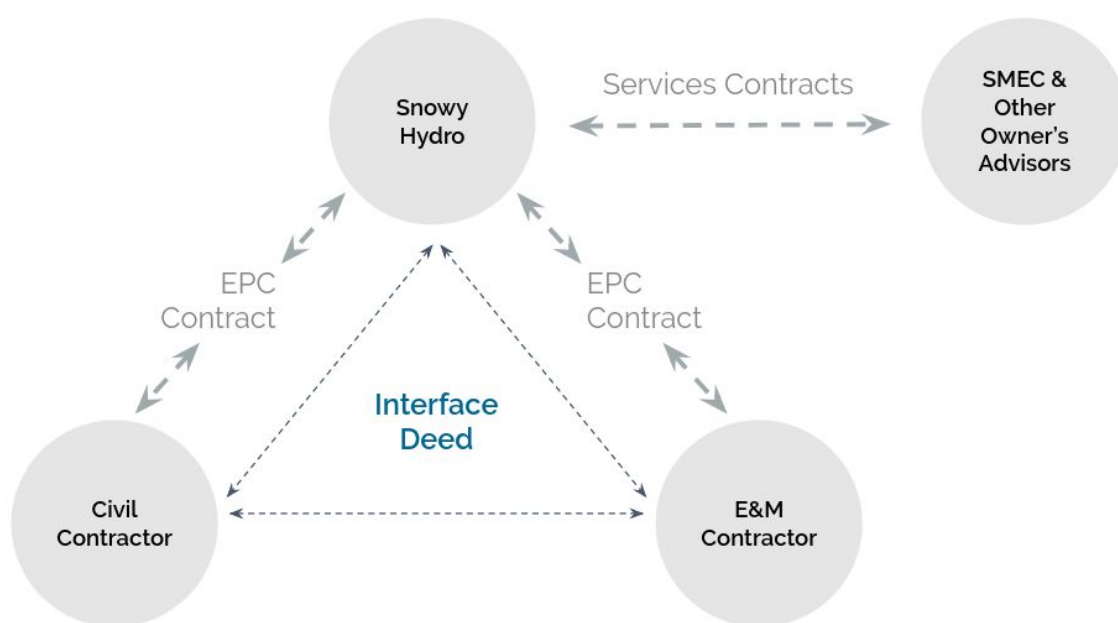 Snowy
Hydro
Services Contracts
SMEC &
Other
Owner's
Advisors
EPC
Contract
EPC
Contract
Interface
Deed
Civil
Contractor
E&M
Contractor